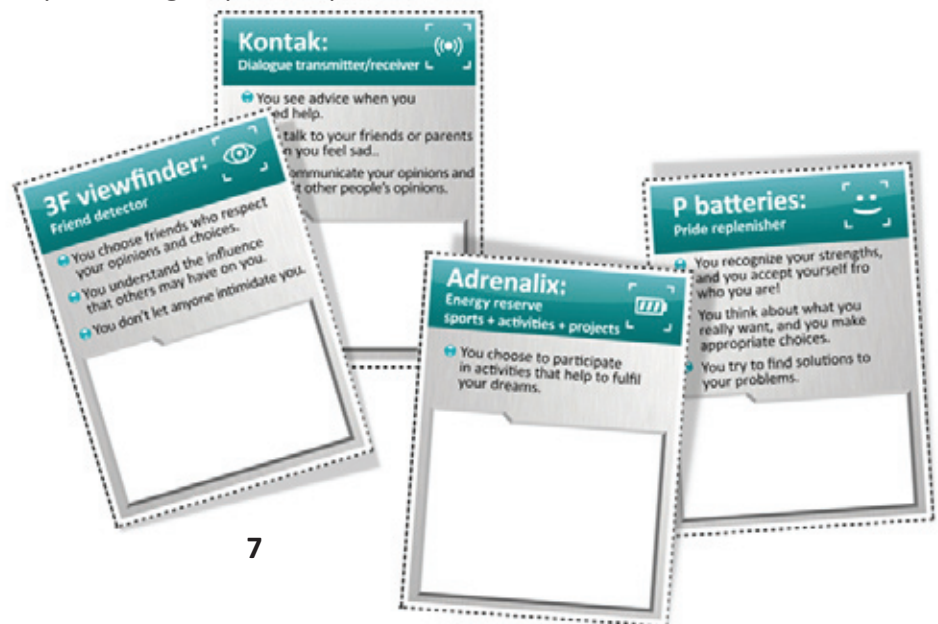 Kontak:
Dialogue transmitter/receiver
You see advice when you
help.
talk to your friends or parents
you feel sad..
your opinions and
other people's opinions.
3F viewfinder:
Friend detector
You choose friends who respect
your opinions and choices.
You understand the influence
that others may have on you.
You don't let anyone intimidate you.
P batteries:
Pride replenisher
You recognize your strengths,
and you accept yourself fro
who you are!
You think about what you
really want, and you make
appropriate choices.
You try to find solutions to
your problems.
Adrenalix:
Energy reserve
sports + activities + projects
You choose to participate
in activities that help to fulfil
your dreams.
7